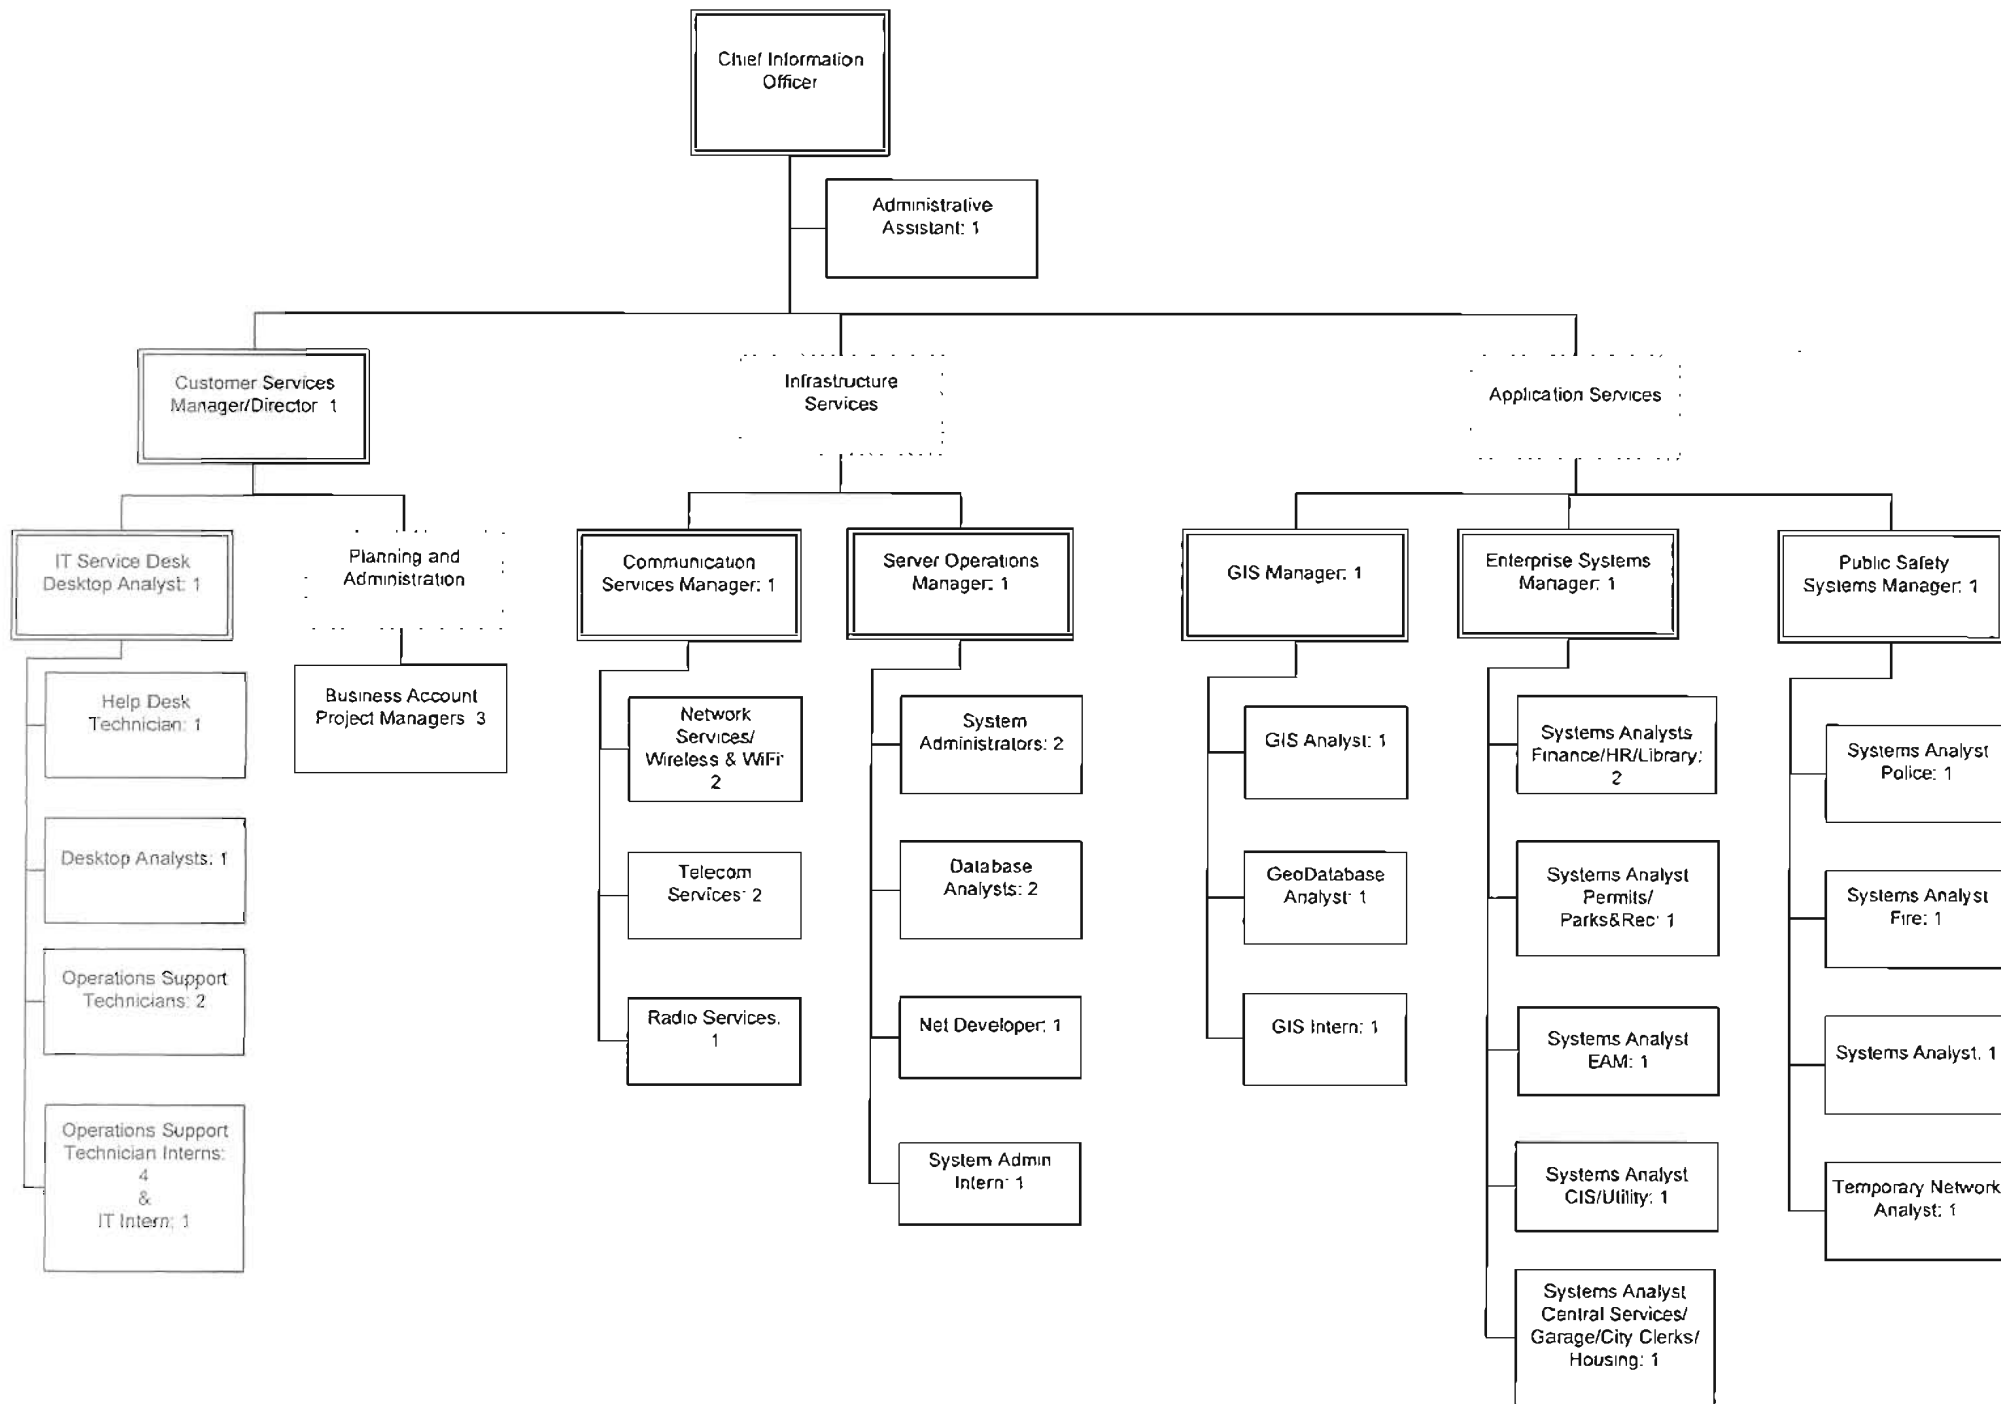 Chief Information
Officer
Administrative
Assistant: 1
Customer Services
Manager/Director 1
Infrastructure
Services
Application Services
IT Service Desk
Desktop Analyst: 1
Planning and
Administration
Communication
Services Manager: 1
Server Operations
Manager: 1
GIS Manager: 1
Enterprise Systems
Manager: 1
Public Safety
Systems Manager: 1
Help Desk
Technician: 1
Desktop Analysts: 1
Operations Support
Technicians: 2
Operations Support
Technician Interns:
4
&
IT Intern: 1
Business Account
Project Managers 3
Network
Services/
Wireless & WiFi:
2
Telecom
Services: 2
Radio Services.
1
System
Administrators: 2
Database
Analysts: 2
Net Developer: 1
System Admin
Intern: 1
GIS Analyst: 1
GeoDatabase
Analyst: 1
GIS Intern: 1
Systems Analysts
Finance/HR/Library:
2
Systems Analyst
Permits/
Parks&Rec: 1
Systems Analyst
EAM: 1
Systems Analyst
CIS/Utility: 1
Systems Analyst
Central Services/
Garage/City Clerks/
Housing: 1
Systems Analyst
Police: 1
Systems Analyst
Fire: 1
Systems Analyst. 1
Temporary Network
Analyst: 1